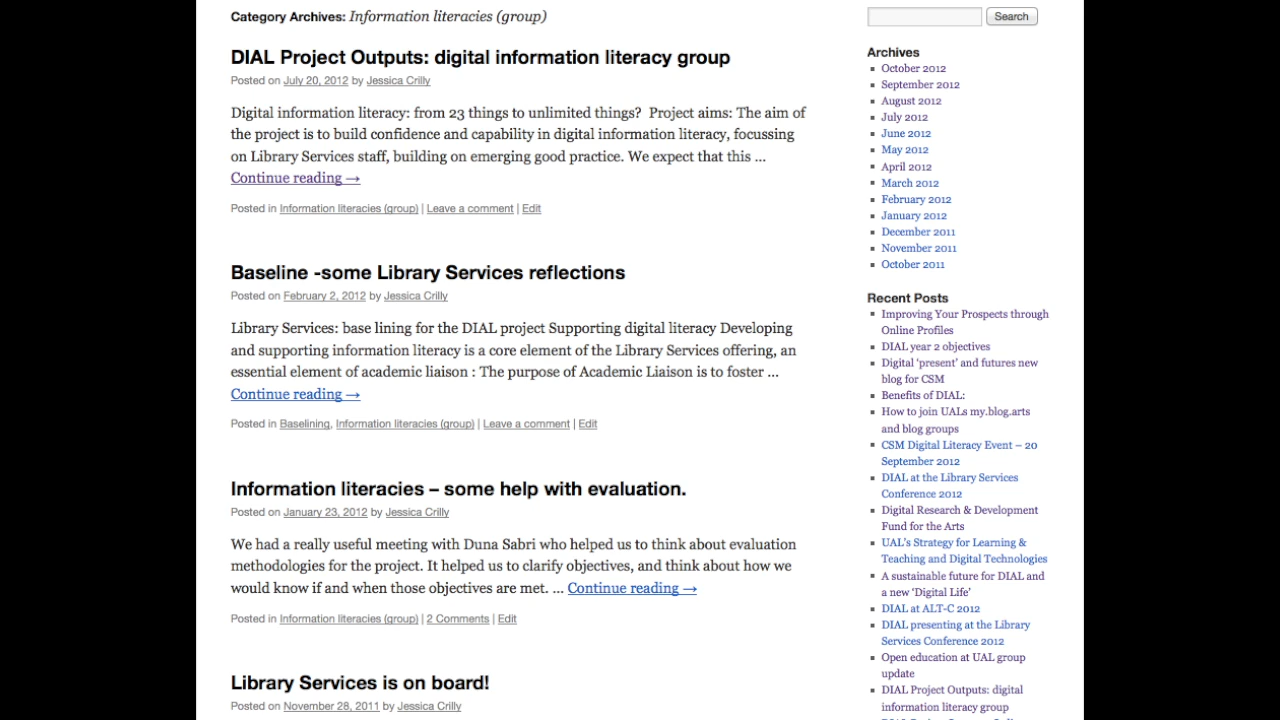 Category Archives: Information literacies (group)
DIAL Project Outputs: digital information literacy group
Posted on July 20, 2012 by Jessica Crilly
Digital information literacy: from 23 things to unlimited things?  Project aims: The aim of
the project is to build confidence and capability in digital information literacy, focussing
on Library Services staff, building on emerging good practice. We expect that this ...
Continue reading →
Posted in Information literacies (group) | Leave a comment | Edit
Baseline -some Library Services reflections
Posted on February 2, 2012 by Jessica Crilly
Library Services: base lining for the DIAL project Supporting digital literacy Developing
and supporting information literacy is a core element of the Library Services offering, an
essential element of academic liaison : The purpose of Academic Liaison is to foster ...
Continue reading →
Posted in Baselining, Information literacies (group) | Leave a comment | Edit
Information literacies – some help with evaluation.
Posted on January 23, 2012 by Jessica Crilly
We had a really useful meeting with Duna Sabri who helped us to think about evaluation
methodologies for the project. It helped us to clarify objectives, and think about how we
would know if and when those objectives are met. ... Continue reading →
Posted in Information literacies (group) | 2 Comments | Edit
Library Services is on board!
Posted on November 28, 2011 by Jessica Crilly
Search
Archives
October 2012
September 2012
August 2012
July 2012
June 2012
May 2012
April 2012
March 2012
February 2012
January 2012
December 2011
November 2011
October 2011
Recent Posts
Improving Your Prospects through
Online Profiles
DIAL year 2 objectives
Digital ‘present’ and futures new
blog for CSM
Benefits of DIAL:
How to join UALs my.blog.arts
and blog groups
CSM Digital Literacy Event – 20
September 2012
DIAL at the Library Services
Conference 2012
Digital Research & Development
Fund for the Arts
UAL’s Strategy for Learning &
Teaching and Digital Technologies
A sustainable future for DIAL and
a new ‘Digital Life’
DIAL at ALT-C 2012
DIAL presenting at the Library
Services Conference 2012
Open education at UAL group
update
DIAL Project Outputs: digital
information literacy group